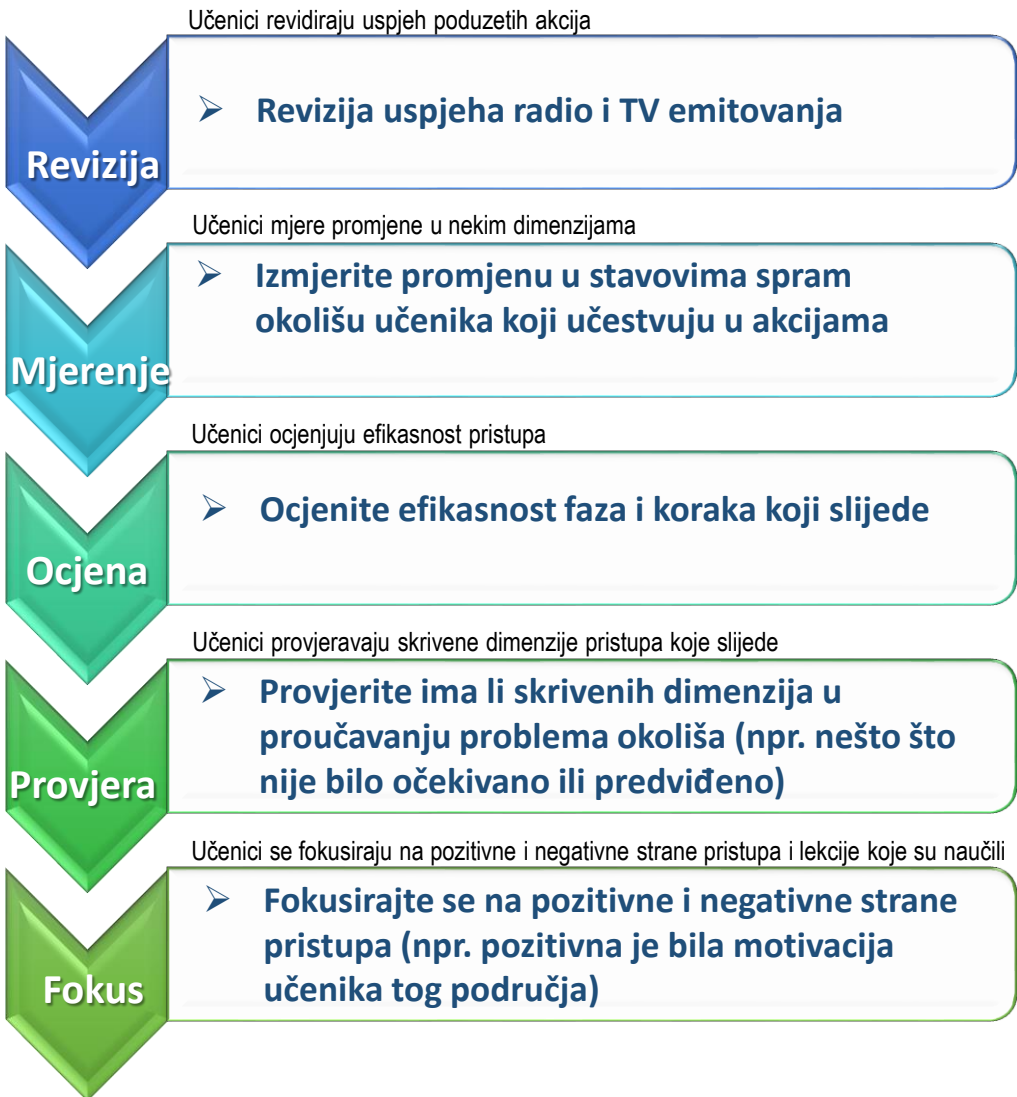 Učenici revidiraju uspjeh poduzetih akcija
➢ Revizija uspjeha radio i TV emitovanja
Revizija
Učenici mjere promjene u nekim dimenzijama
➢ Izmjerite promjenu u stavovima spram
okolišu učenika koji učestvuju u akcijama
Mjerenje
Učenici ocjenjuju efikasnost pristupa
➢ Ocjenite efikasnost faza i koraka koji slijede
Ocjena
Učenici provjeravaju skrivene dimenzije pristupa koje slijede
➢ Provjerite ima li skrivenih dimenzija u
proučavanju problema okoliša (npr. nešto što
nije bilo očekivano ili predviđeno)
Provjera
Učenici se fokusiraju na pozitivne i negativne strane pristupa i lekcije koje su naučili
➢ Fokusirajte se na pozitivne i negativne strane
pristupa (npr. pozitivna je bila motivacija
učenika tog područja)
Fokus